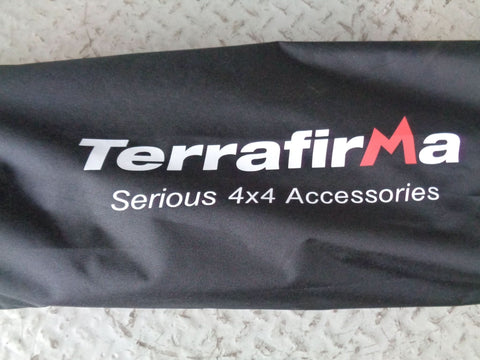 TerrafirMa
Serious 4x4 Accessories